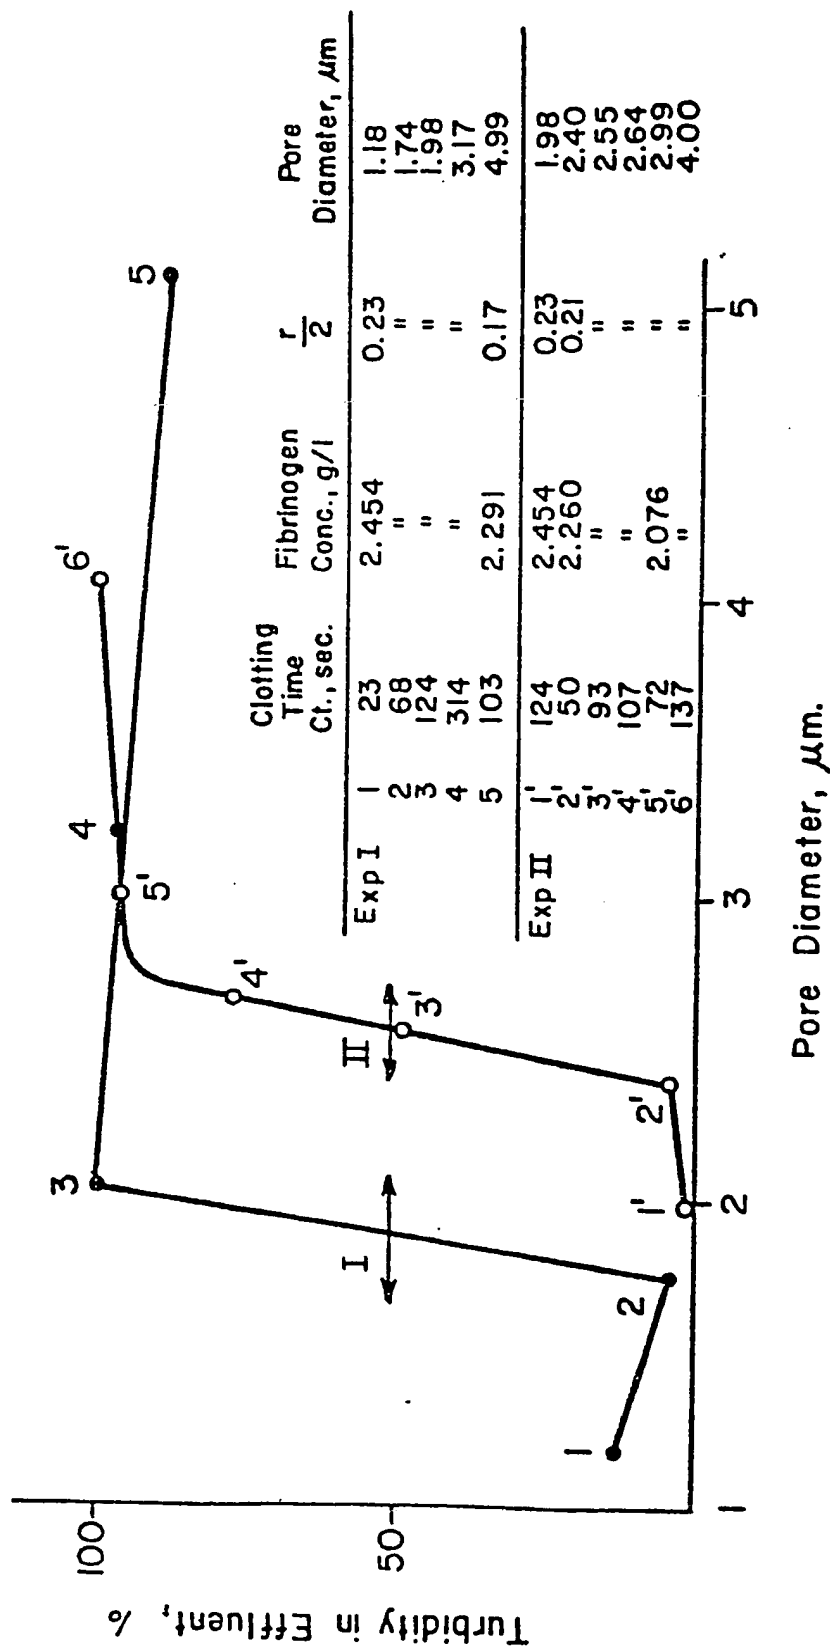 Turbidity in Effluent, %
100
50
1
2
3
4
5
Pore Diameter, μm.
1
2
3
4
5
I
1'
2'
3'
4'
5'
6'
II
Clotting Time Ct., sec.
Fibrinogen Conc., g/l
r/2
Pore Diameter, μm
Exp I
1 23 2.454 0.23 1.18
2 68 " " 1.74
3 124 " " 1.98
4 314 " " 3.17
5 103 2.291 0.17 4.99
Exp II
1' 124 2.454 0.23 1.98
2' 50 2.260 0.21 2.40
3' 93 " " 2.55
4' 107 " " 2.64
5' 72 2.076 " 2.99
6' 137 " " 4.00